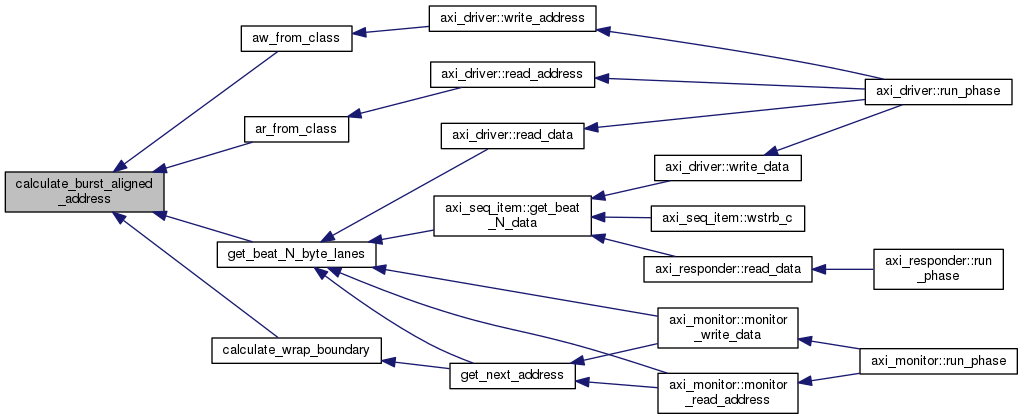 axi_driver::write_address
aw_from_class
axi_driver::read_address
axi_driver::run_phase
ar_from_class
axi_driver::read_data
axi_driver::write_data
calculate_burst_aligned
_address
axi_seq_item::get_beat
_N_data
axi_seq_item::wstrb_c
get_beat_N_byte_lanes
axi_responder::read_data
axi_responder::run
_phase
axi_monitor::monitor
_write_data
calculate_wrap_boundary
get_next_address
axi_monitor::run_phase
axi_monitor::monitor
_read_address